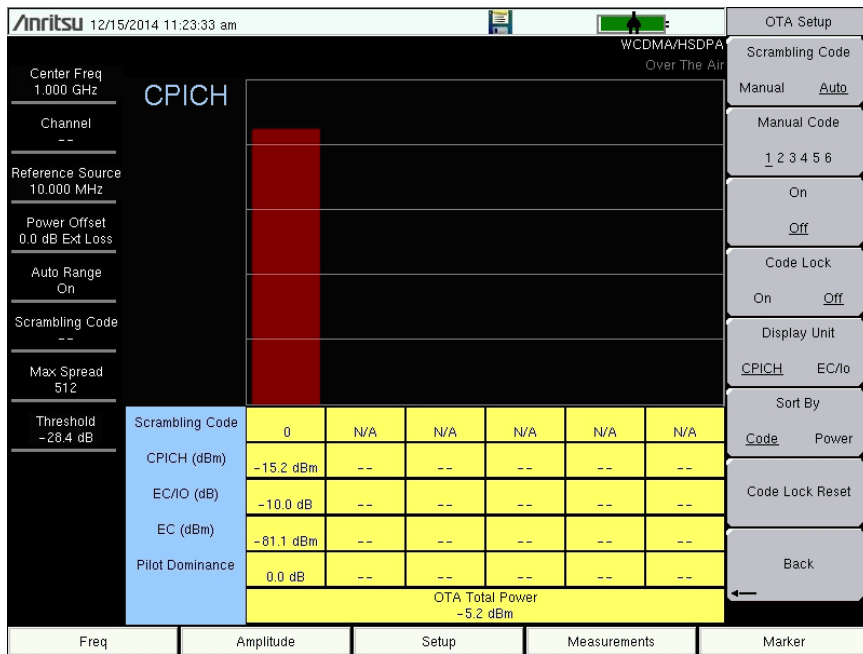 Anritsu 12/15/2014 11:23:33 am
WCDMA/HSDPA
Over The Air
Center Freq
1.000 GHz
Channel
--
Reference Source
10.000 MHz
Power Offset
0.0 dB Ext Loss
Auto Range
On
Scrambling Code
--
Max Spread
512
Threshold
-28.4 dB
CPICH
Scrambling Code 0 N/A N/A N/A N/A N/A
CPICH (dBm) -15.2 dBm -- -- -- -- --
EC/IO (dB) -10.0 dB -- -- -- -- --
EC (dBm) -81.1 dBm -- -- -- -- --
Pilot Dominance 0.0 dB -- -- -- -- --
OTA Total Power
-5.2 dBm
OTA Setup
Scrambling Code
Manual Auto
Manual Code
1 2 3 4 5 6
On
Off
Code Lock
On Off
Display Unit
CPICH EC/Io
Sort By
Code Power
Code Lock Reset
Back
Freq Amplitude Setup Measurements Marker